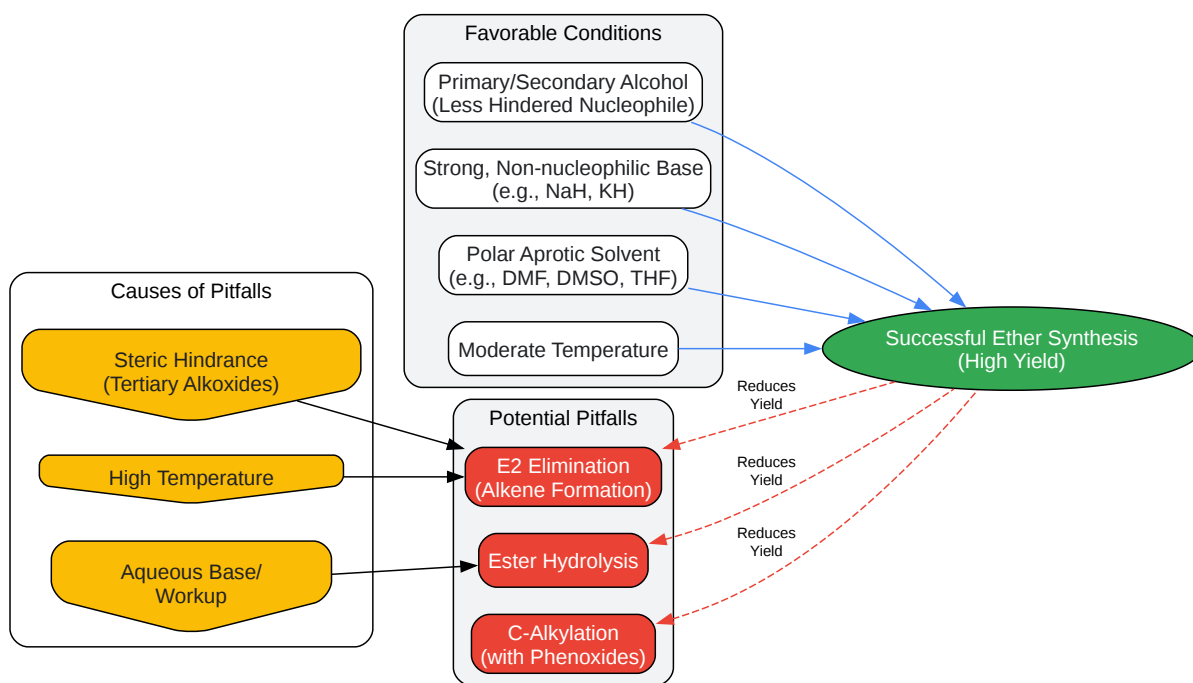 Favorable Conditions
Primary/Secondary Alcohol
(Less Hindered Nucleophile)
Strong, Non-nucleophilic Base
(e.g., NaH, KH)
Polar Aprotic Solvent
(e.g., DMF, DMSO, THF)
Moderate Temperature
Causes of Pitfalls
Steric Hindrance
(Tertiary Alkoxides)
High Temperature
Aqueous Base/
Workup
Potential Pitfalls
E2 Elimination
(Alkene Formation)
Ester Hydrolysis
C-Alkylation
(with Phenoxides)
Successful Ether Synthesis
(High Yield)
Reduces
Yield
Reduces
Yield
Reduces
Yield